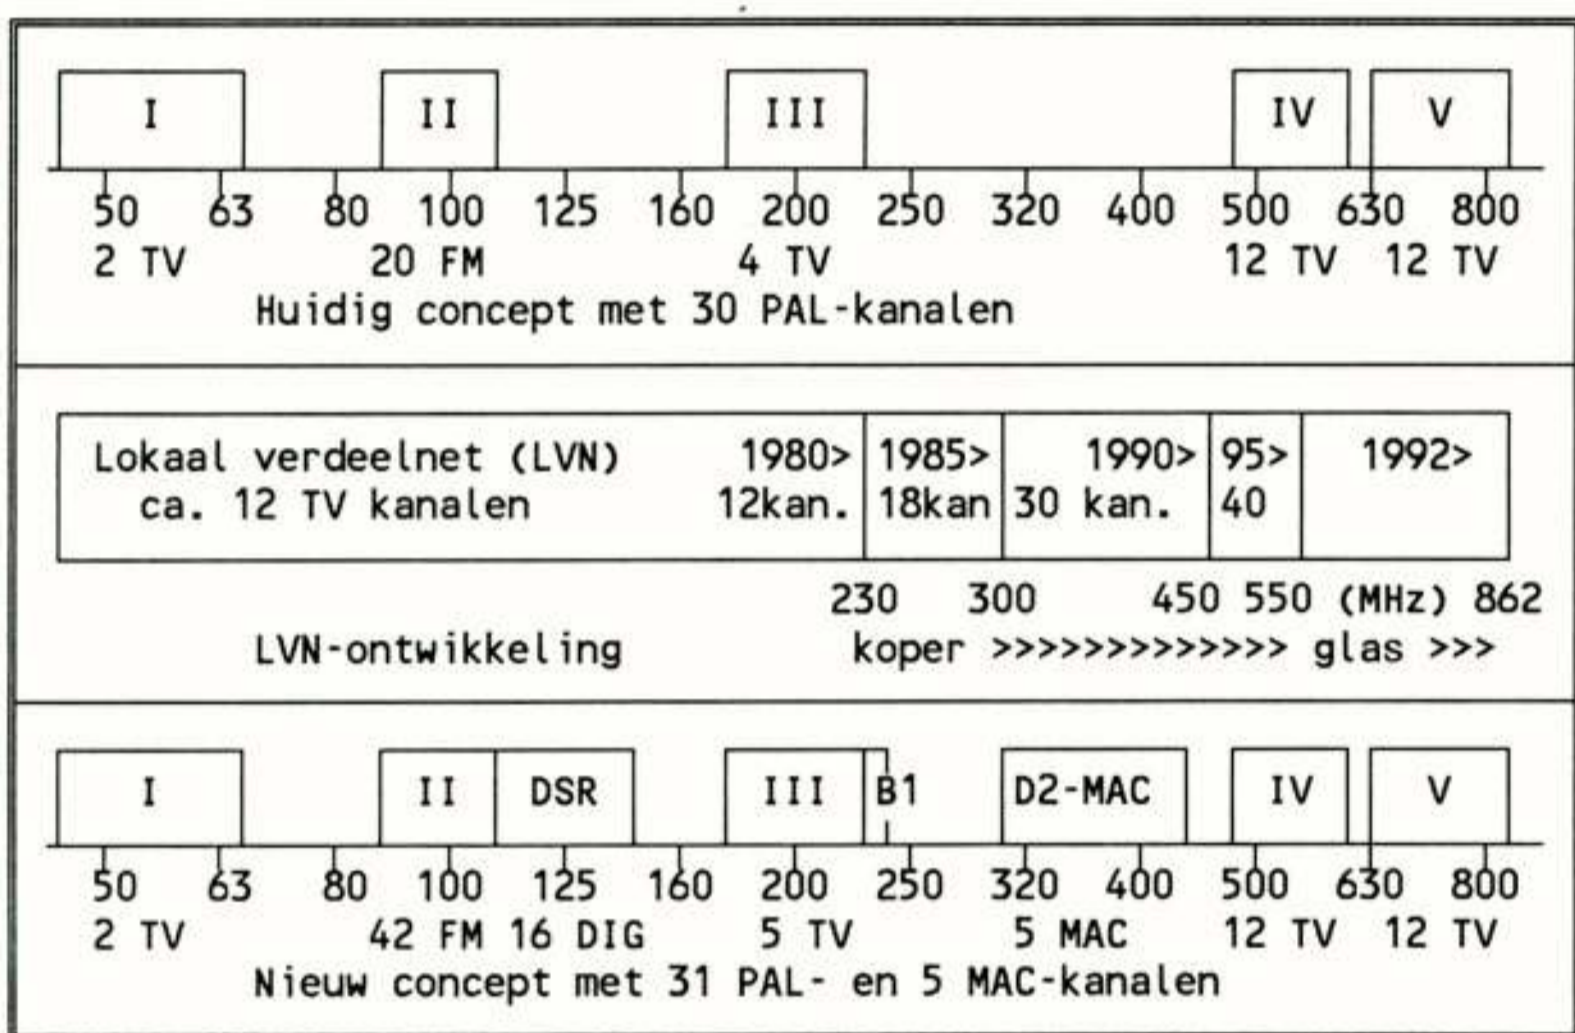 I II III IV V
50 63 80 100 125 160 200 250 320 400 500 630 800
2 TV 20 FM 4 TV 12 TV 12 TV
Huidig concept met 30 PAL-kanalen
Lokaal verdeelnet (LVN) 1980> 1985> 1990> 95> 1992>
ca. 12 TV kanalen 12kan. 18kan 30 kan. 40
230 300 450 550 (MHz) 862
LVN-ontwikkeling koper >>>>>>>>>>>>> glas >>>
I II DSR III B1 D2-MAC IV V
50 63 80 100 125 160 200 250 320 400 500 630 800
2 TV 42 FM 16 DIG 5 TV 5 MAC 12 TV 12 TV
Nieuw concept met 31 PAL- en 5 MAC-kanalen